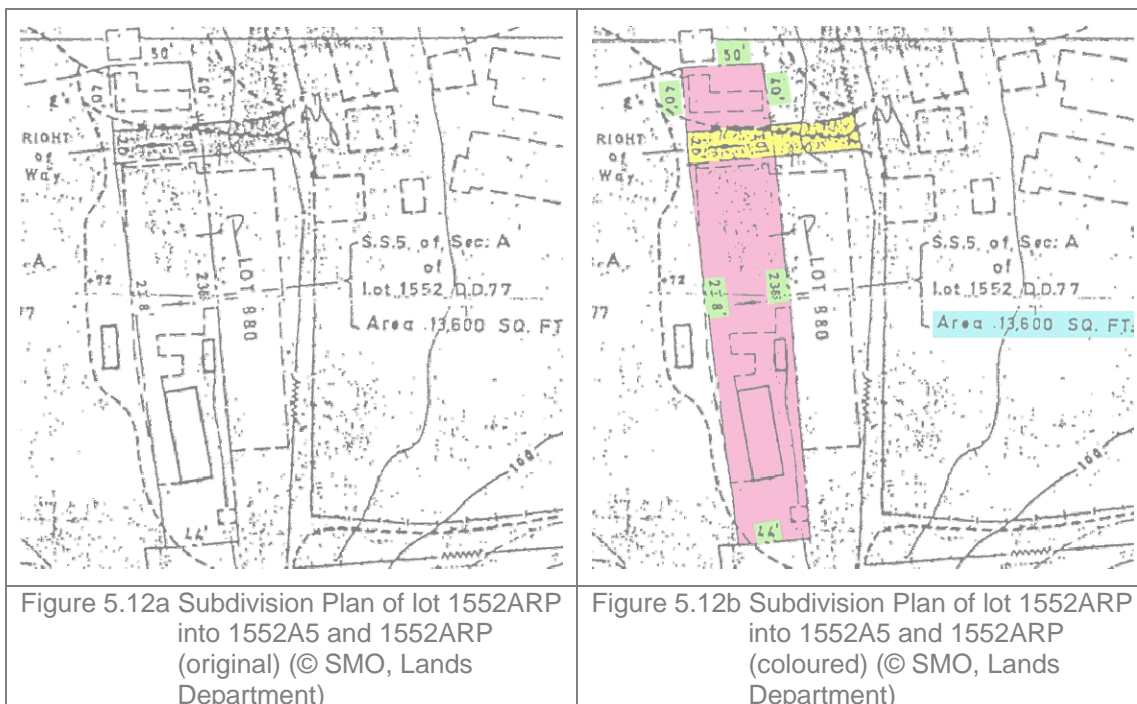 50'
40'
40'
RIGHT
of
Way
20'
LOT 880
S.S.5. of Sec: A
of
Lot 1552 D.D.77
Area .13,600 SQ. FT.
A.
72
77
238'
44'
100
50'
40'
40'
RIGHT
of
Way
20'
LOT 880
S.S.5. of Sec: A
of
Lot 1552 D.D.77
Area .13,600 SQ. FT.
A.
72
77
238'
44'
100
Figure 5.12a Subdivision Plan of lot 1552ARP
into 1552A5 and 1552ARP
(original) (© SMO, Lands
Department)
Figure 5.12b Subdivision Plan of lot 1552ARP
into 1552A5 and 1552ARP
(coloured) (© SMO, Lands
Department)